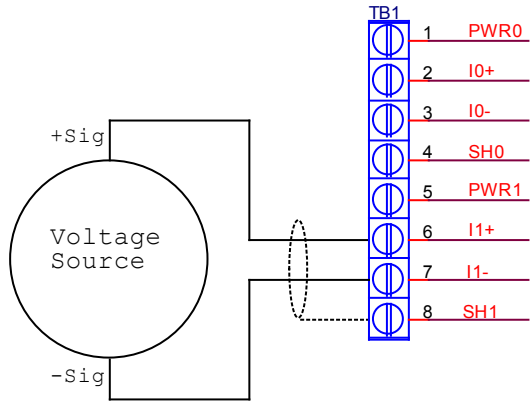 TB1
1 PWR0
2 I0+
3 I0-
4 SH0
5 PWR1
6 I1+
7 I1-
8 SH1
+Sig
Voltage
Source
-Sig